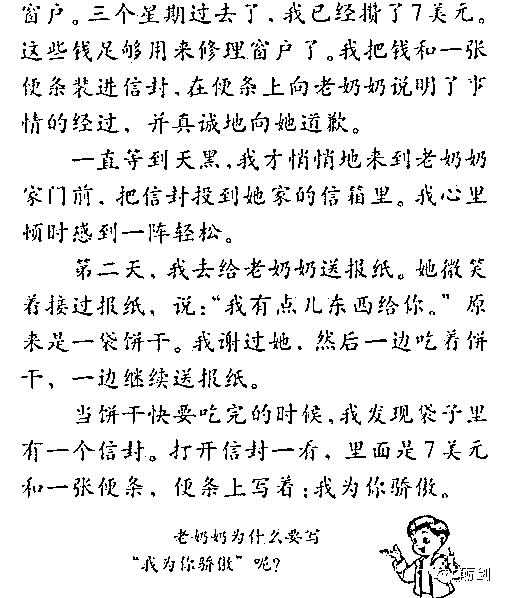 窗户。三个星期过去了,我已经攒了7美元。
这些钱足够用来修理窗户了。我把钱和一张
便条装进信封,在便条上向老奶奶说明了事
情的经过,并真诚地向她道歉。
一直等到天黑,我才悄悄地来到老奶奶
家门前,把信封投到她家的信箱里。我心里
顿时感到一阵轻松。
第二天,我去给老奶奶送报纸。她微笑
着接过报纸,说:“我有点儿东西给你。”原
来是一袋饼干。我谢过她,然后一边吃着饼
干,一边继续送报纸。
当饼干快要吃完的时候,我发现袋子里
有一个信封。打开信封一看,里面是7美元
和一张便条,便条上写着:我为你骄傲。
老奶奶为什么要写
“我为你骄傲”呢?
砺剑